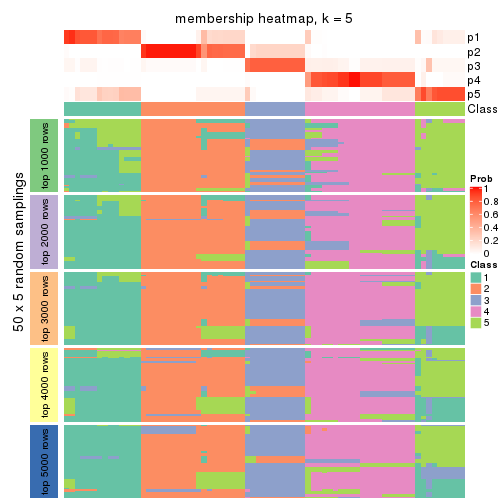 membership heatmap, k = 5
p1
p2
p3
p4
p5
Class
50 x 5 random samplings
top 1000 rows
top 2000 rows
top 3000 rows
top 4000 rows
top 5000 rows
Prob
1
0.8
0.6
0.4
0.2
0
Class
1
2
3
4
5